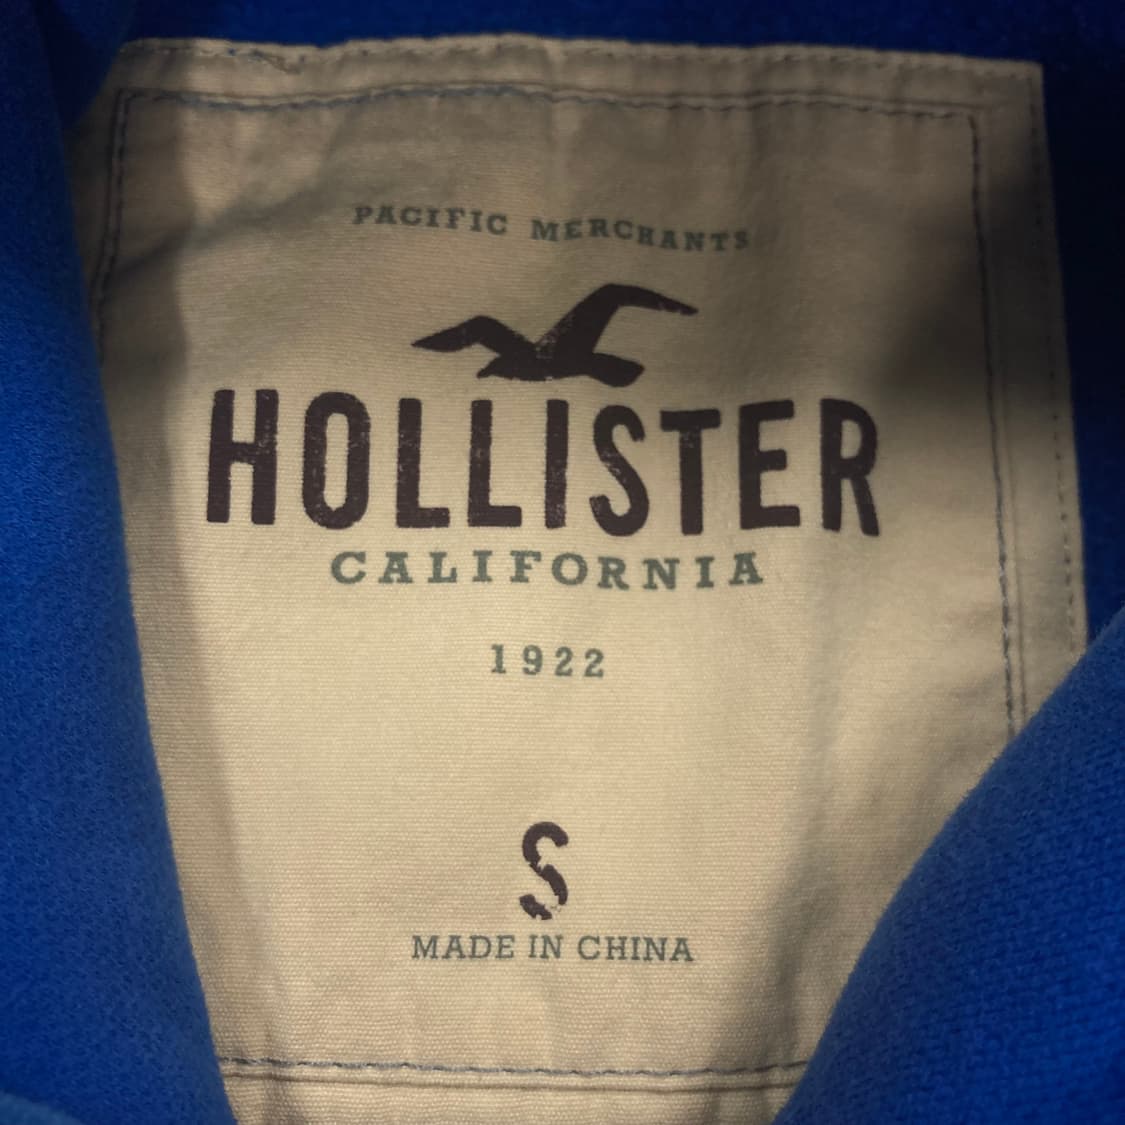 PACIFIC MERCHANTS
HOLLISTER
CALIFORNIA
1922
S
MADE IN CHINA